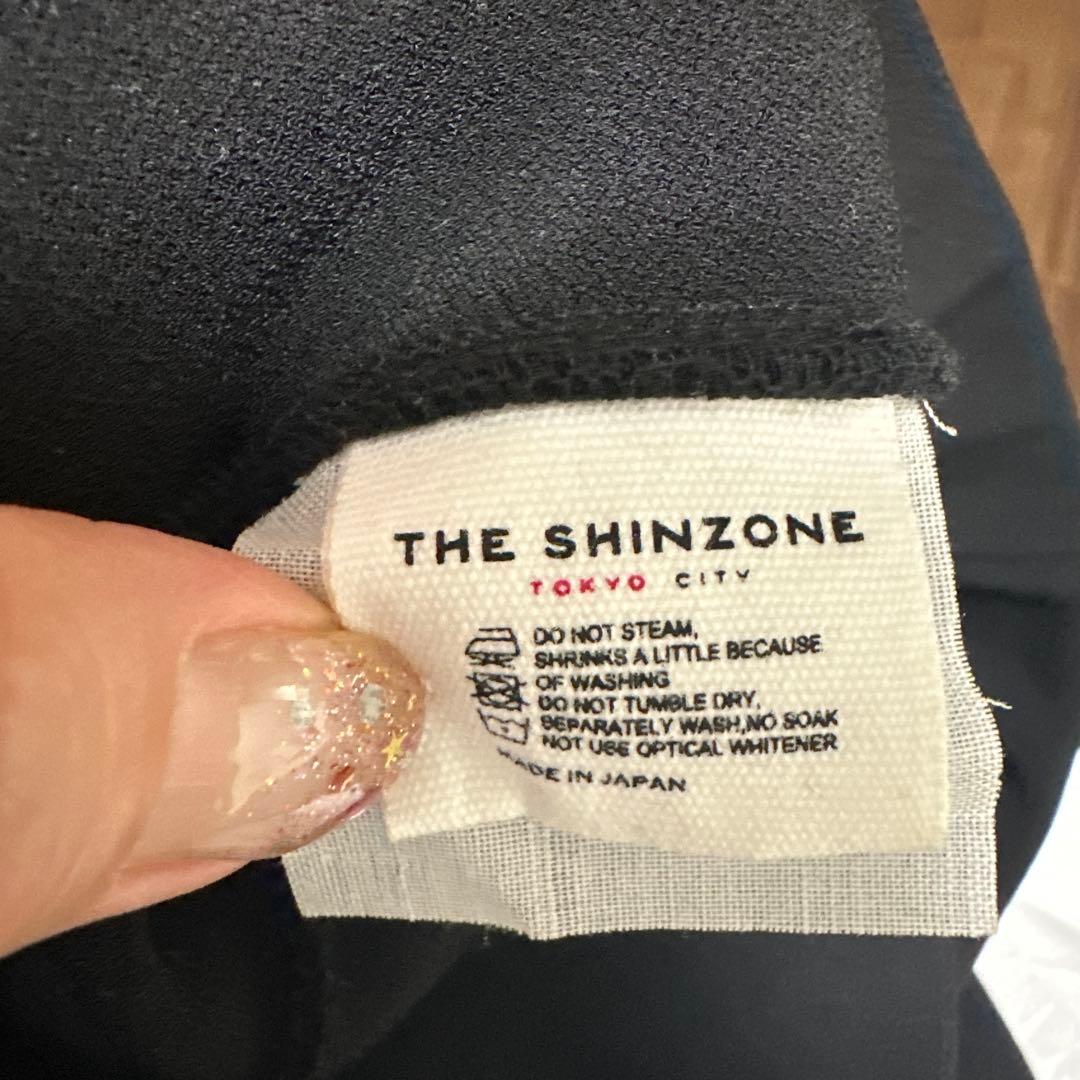 THE SHINZONE
TOKYO CITY
DO NOT STEAM,
SHRINKS A LITTLE BECAUSE
OF WASHING
DO NOT TUMBLE DRY,
SEPARATELY WASH,NO SOAK
NOT USE OPTICAL WHITENER
MADE IN JAPAN